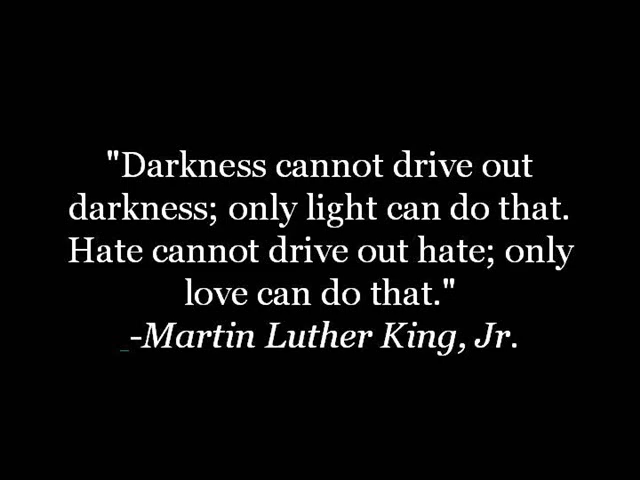 "Darkness cannot drive out
darkness; only light can do that.
Hate cannot drive out hate; only
love can do that."
-Martin Luther King, Jr.